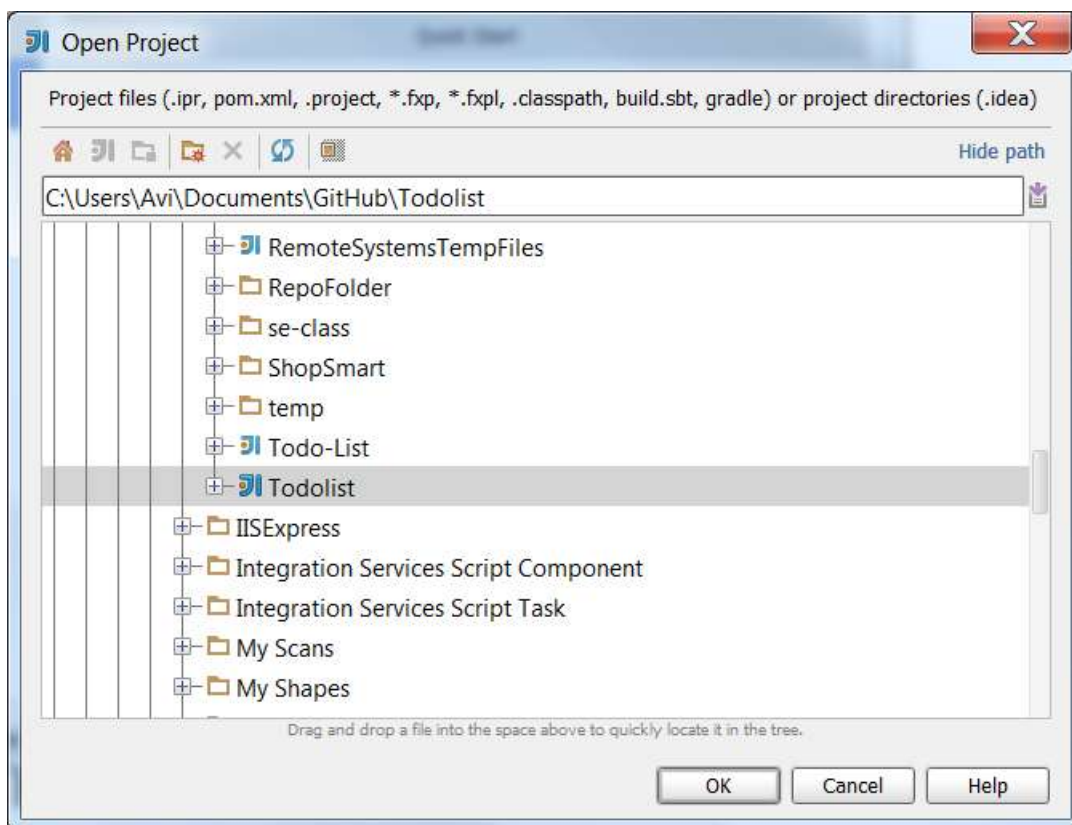 Open Project
Quick Start
Project files (.ipr, pom.xml, .project, *.fxp, *.fxpl, .classpath, build.sbt, gradle) or project directories (.idea)
Hide path
C:\Users\Avi\Documents\GitHub\Todolist
RemoteSystemsTempFiles
RepoFolder
se-class
ShopSmart
temp
Todo-List
Todolist
IISExpress
Integration Services Script Component
Integration Services Script Task
My Scans
My Shapes
Drag and drop a file into the space above to quickly locate it in the tree.
OK
Cancel
Help